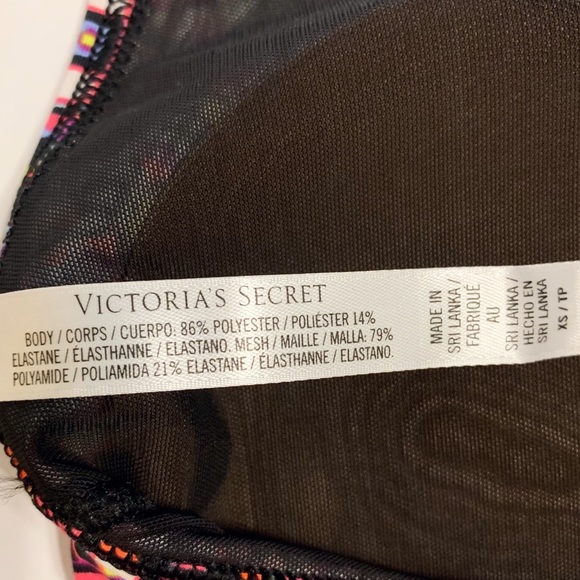 VICTORIA'S SECRET
BODY / CORPS / CUERPO: 86% POLYESTER / POLIÉSTER 14%
ELASTANE / ÉLASTHANNE / ELASTANO. MESH / MAILLE / MALLA: 79%
POLYAMIDE / POLIAMIDA 21% ELASTANE / ÉLASTHANNE / ELASTANO.
MADE IN
SRI LANKA /
FABRIQUÉ
AU
SRI LANKA /
HECHO EN
SRI LANKA
XS / TP